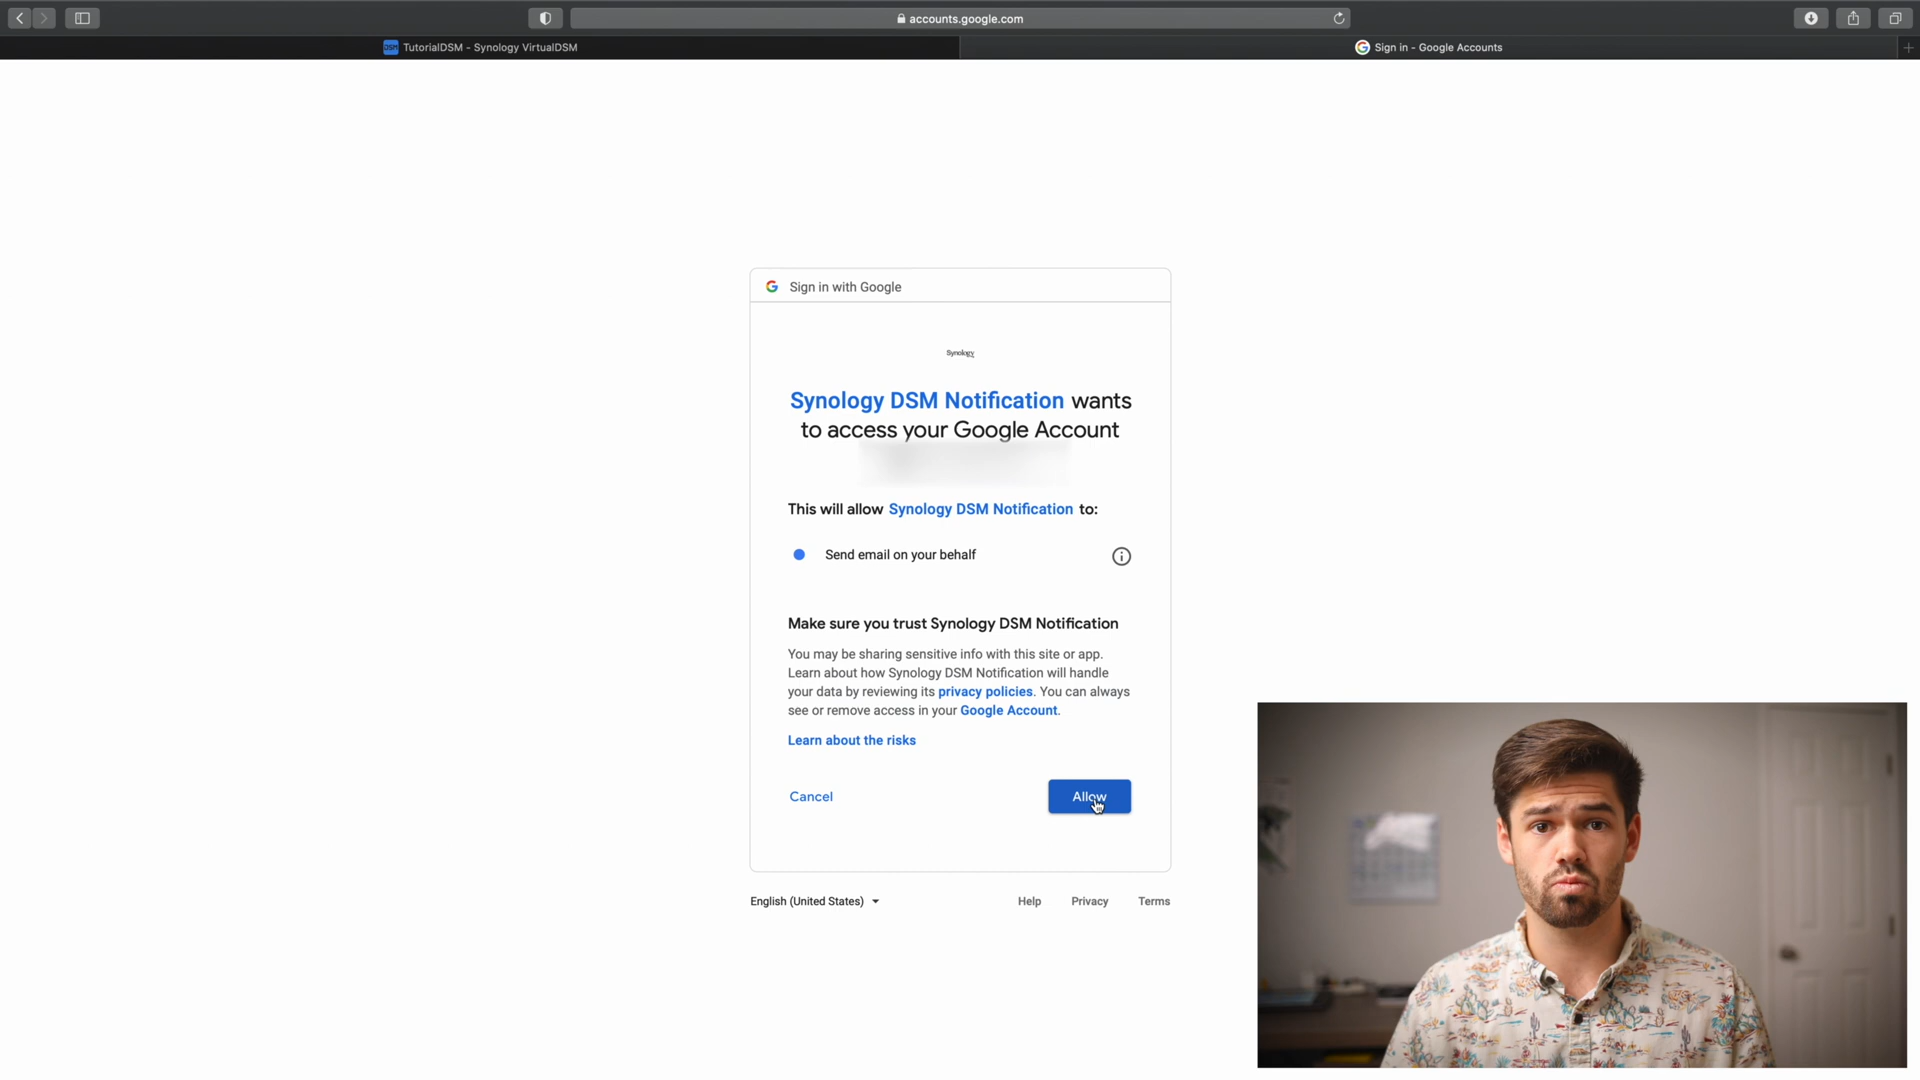 accounts.google.com
DSM TutorialDSM - Synology VirtualDSM
Sign in - Google Accounts
Sign in with Google
Synology
Synology DSM Notification wants
to access your Google Account
This will allow Synology DSM Notification to:
Send email on your behalf
Make sure you trust Synology DSM Notification
You may be sharing sensitive info with this site or app.
Learn about how Synology DSM Notification will handle
your data by reviewing its privacy policies. You can always
see or remove access in your Google Account.
Learn about the risks
Cancel
Allow
English (United States)
Help
Privacy
Terms